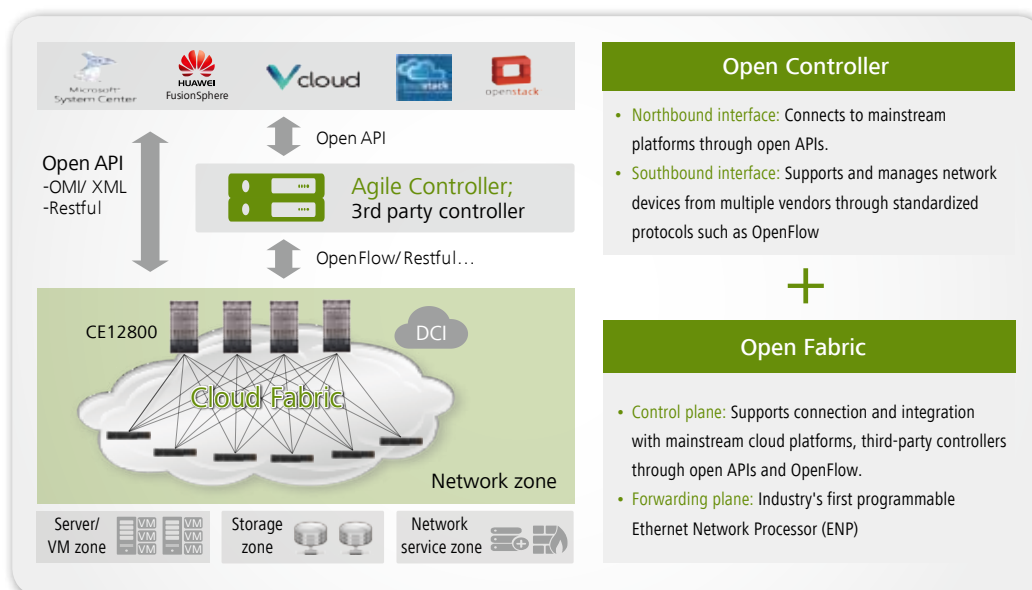 Microsoft
System Center
HUAWEI
FusionSphere
Vcloud
openstack
Open API
-OMI/ XML
-Restful
Open API
Agile Controller;
3rd party controller
OpenFlow/ Restful…
CE12800
DCI
Cloud Fabric
Network zone
Server/
VM zone
VM VM
VM VM
VM VM
Storage
zone
Network
service zone
Open Controller
• Northbound interface: Connects to mainstream
platforms through open APIs.
• Southbound interface: Supports and manages network
devices from multiple vendors through standardized
protocols such as OpenFlow
+
Open Fabric
• Control plane: Supports connection and integration
with mainstream cloud platforms, third-party controllers
through open APIs and OpenFlow.
• Forwarding plane: Industry's first programmable
Ethernet Network Processor (ENP)